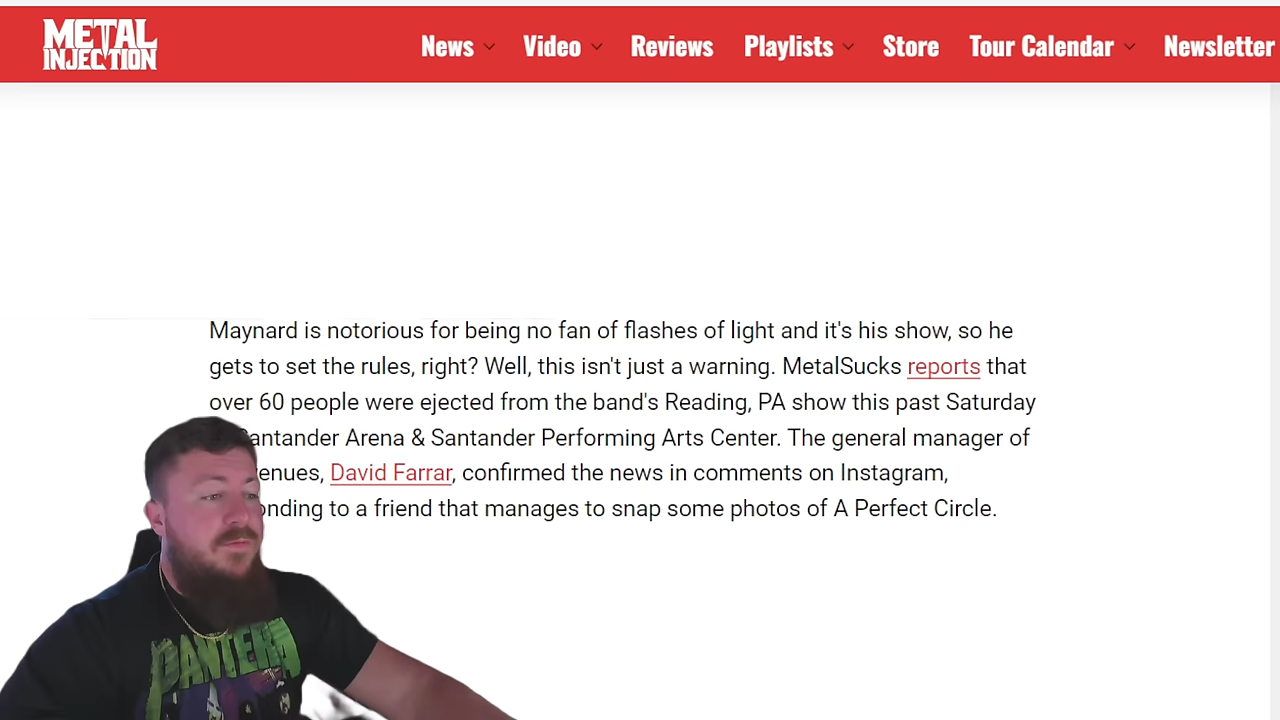 METAL
INJECTION
News
Video
Reviews
Playlists
Store
Tour Calendar
Newsletter
Maynard is notorious for being no fan of flashes of light and it's his show, so he
gets to set the rules, right? Well, this isn't just a warning. MetalSucks reports that
over 60 people were ejected from the band's Reading, PA show this past Saturday
Santander Arena & Santander Performing Arts Center. The general manager of
David Farrar, confirmed the news in comments on Instagram,
to a friend that manages to snap some photos of A Perfect Circle.
PANTERA